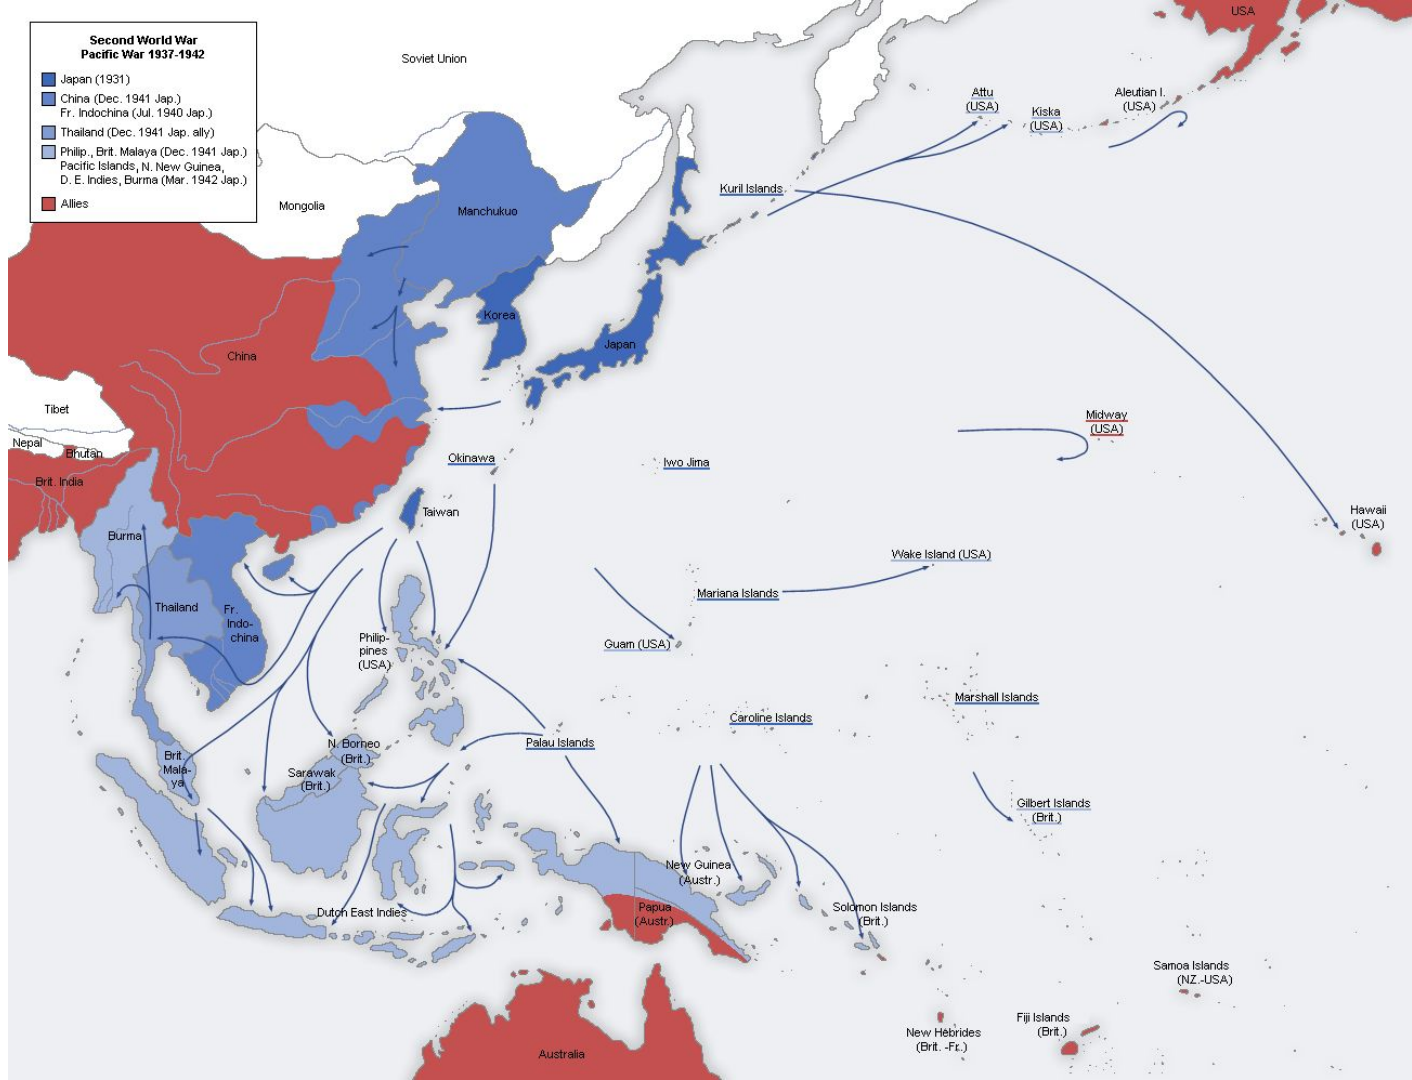 Second World War
Pacific War 1937-1942
Japan (1931)
China (Dec. 1941 Jap.)
Fr. Indochina (Jul. 1940 Jap.)
Thailand (Dec. 1941 Jap. ally)
Philip., Brit. Malaya (Dec. 1941 Jap.)
Pacific Islands, N. New Guinea,
D. E. Indies, Burma (Mar. 1942 Jap.)
Allies
USA
Soviet Union
Attu
(USA)
Kiska
(USA)
Aleutian I.
(USA)
Kuril Islands
Mongolia
Manchukuo
Korea
Japan
China
Tibet
Nepal
Bhutan
Brit. India
Midway
(USA)
Okinawa
Iwo Jima
Taiwan
Hawaii
(USA)
Burma
Wake Island (USA)
Mariana Islands
Thailand
Fr.
Indo-
china
Philip-
pines
(USA)
Guam (USA)
Marshall Islands
Caroline Islands
Palau Islands
N. Borneo
(Brit.)
Brit.
Mala-
ya
Sarawak
(Brit.)
Gilbert Islands
(Brit.)
New Guinea
(Austr.)
Dutch East Indies
Papua
(Austr.)
Solomon Islands
(Brit.)
Samoa Islands
(NZ.-USA)
New Hebrides
(Brit. -Fr.)
Fiji Islands
(Brit.)
Australia